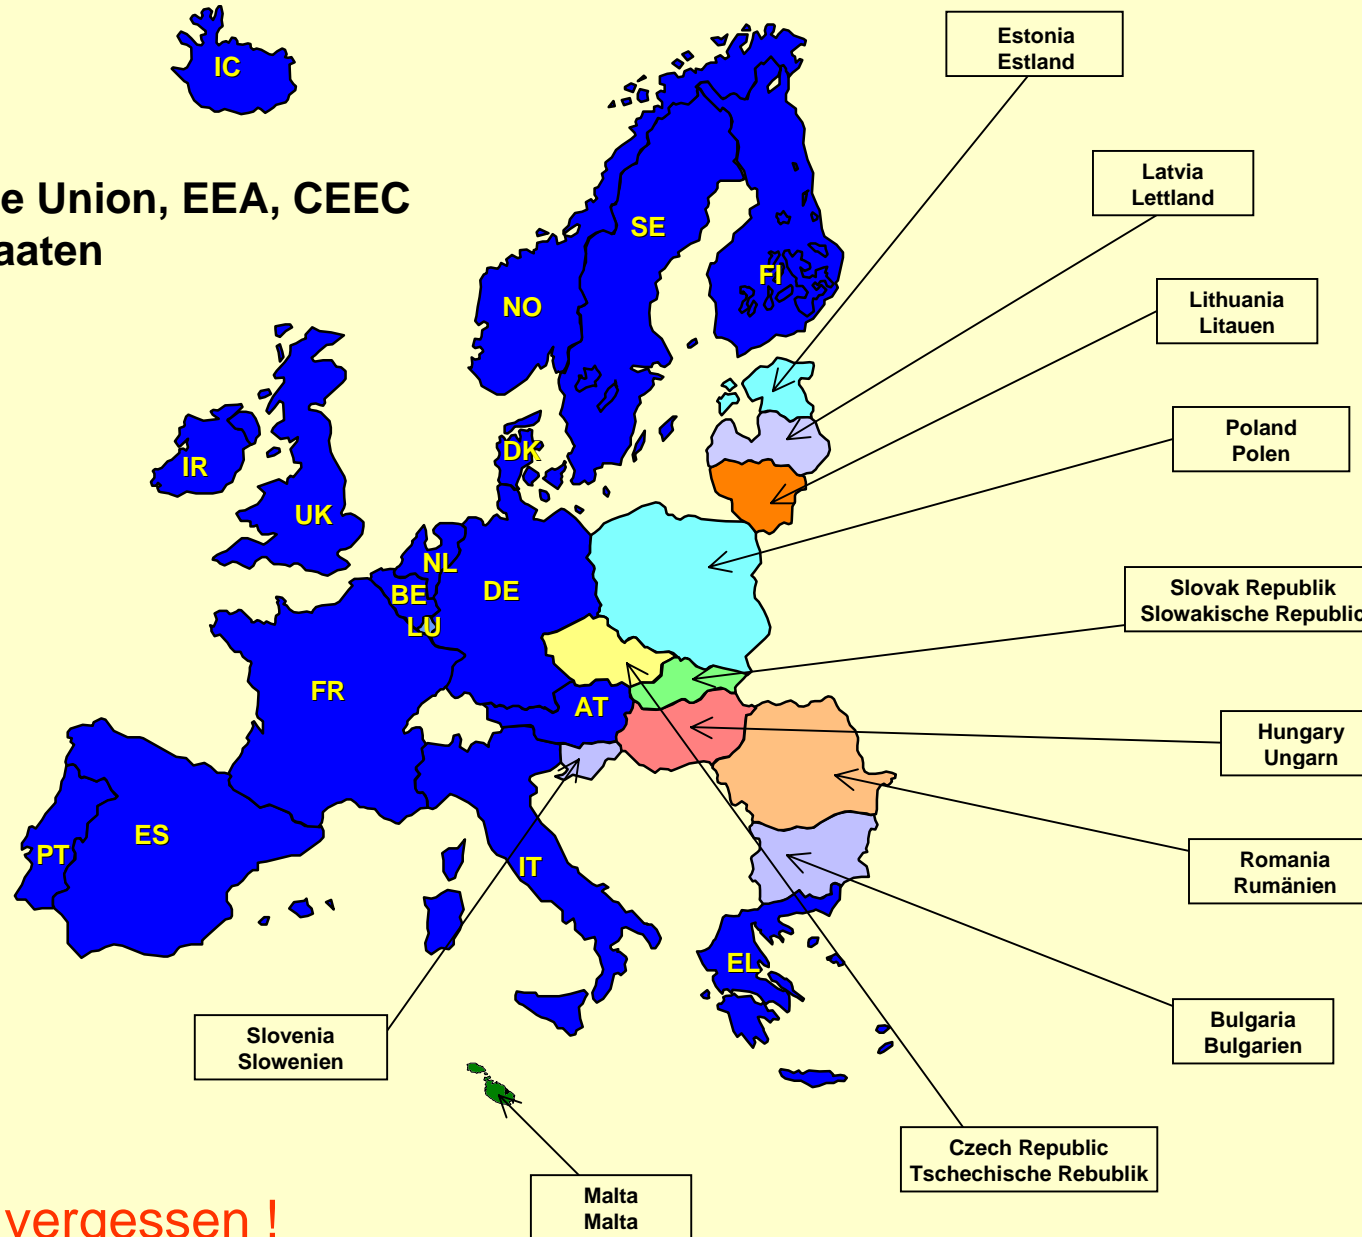 IC
e Union, EEA, CEEC
aaten
Estonia
Estland
Latvia
Lettland
Lithuania
Litauen
Poland
Polen
Slovak Republik
Slowakische Republic
Hungary
Ungarn
Romania
Rumänien
Bulgaria
Bulgarien
Czech Republic
Tschechische Rebublik
Malta
Malta
Slovenia
Slowenien
SE
FI
NO
DK
IR
UK
NL
BE
DE
LU
FR
AT
PT
ES
IT
EL
vergessen !